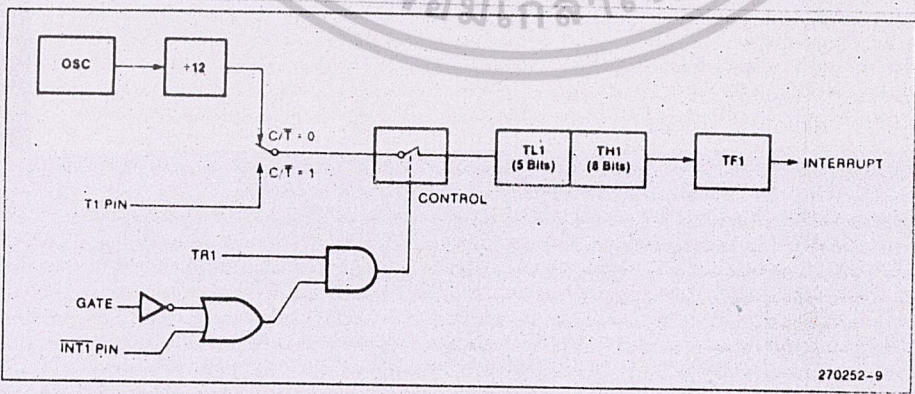 OSC
÷12
C/T̅ = 0
C/T̅ = 1
T1 PIN
CONTROL
TL1
(5 Bits)
TH1
(8 Bits)
TF1
INTERRUPT
TR1
GATE
I̅N̅T̅1̅ PIN
270252-9